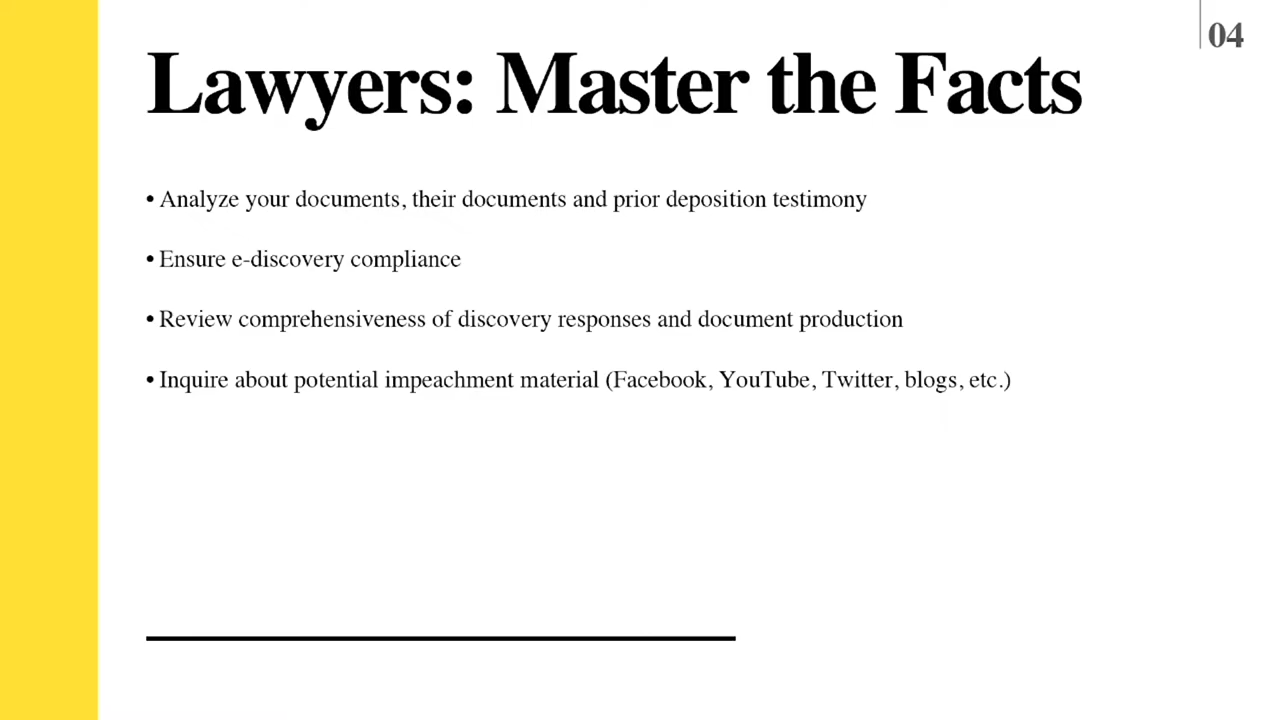 04
Lawyers: Master the Facts
• Analyze your documents, their documents and prior deposition testimony
• Ensure e-discovery compliance
• Review comprehensiveness of discovery responses and document production
• Inquire about potential impeachment material (Facebook, YouTube, Twitter, blogs, etc.)